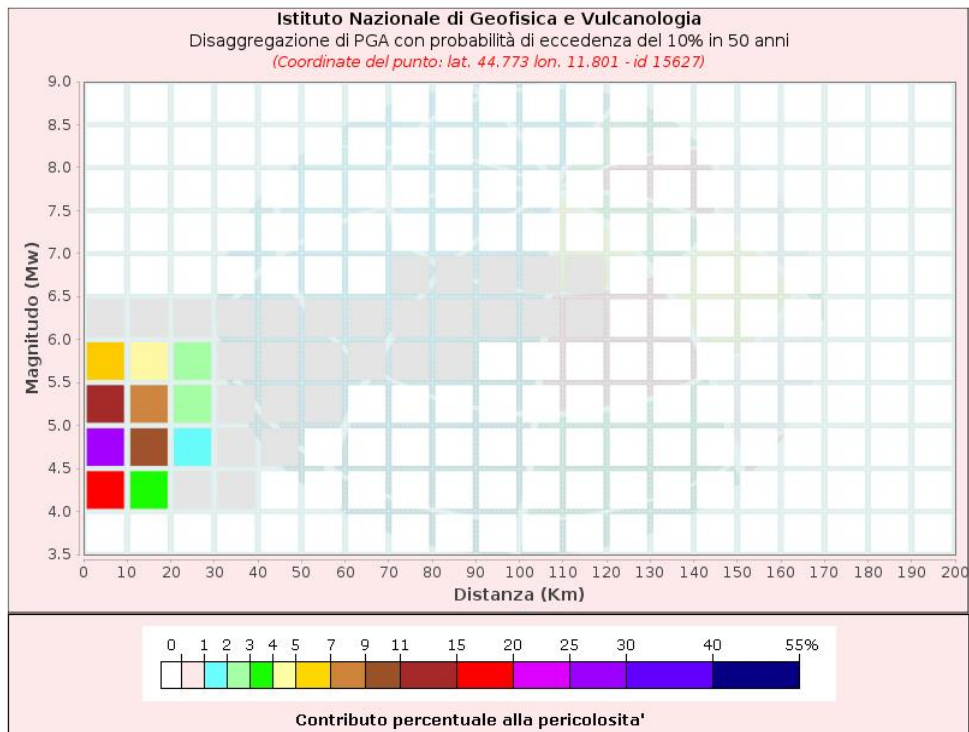 Istituto Nazionale di Geofisica e Vulcanologia
Disaggregazione di PGA con probabilità di eccedenza del 10% in 50 anni
(Coordinate del punto: lat. 44.773 lon. 11.801 - id 15627)
9.0
8.5
8.0
7.5
7.0
6.5
6.0
5.5
5.0
4.5
4.0
3.5
Magnitudo (Mw)
0 10 20 30 40 50 60 70 80 90 100 110 120 130 140 150 160 170 180 190 200
Distanza (Km)
0 1 2 3 4 5 7 9 11 15 20 25 30 40 55%
Contributo percentuale alla pericolosita'